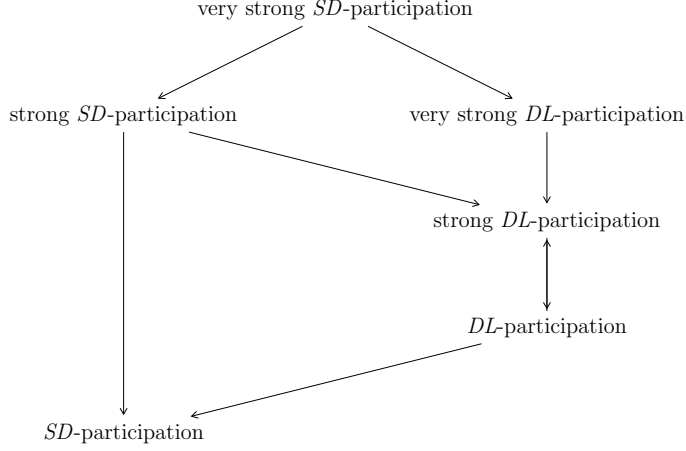 very strong SD-participation
strong SD-participation
very strong DL-participation
strong DL-participation
DL-participation
SD-participation